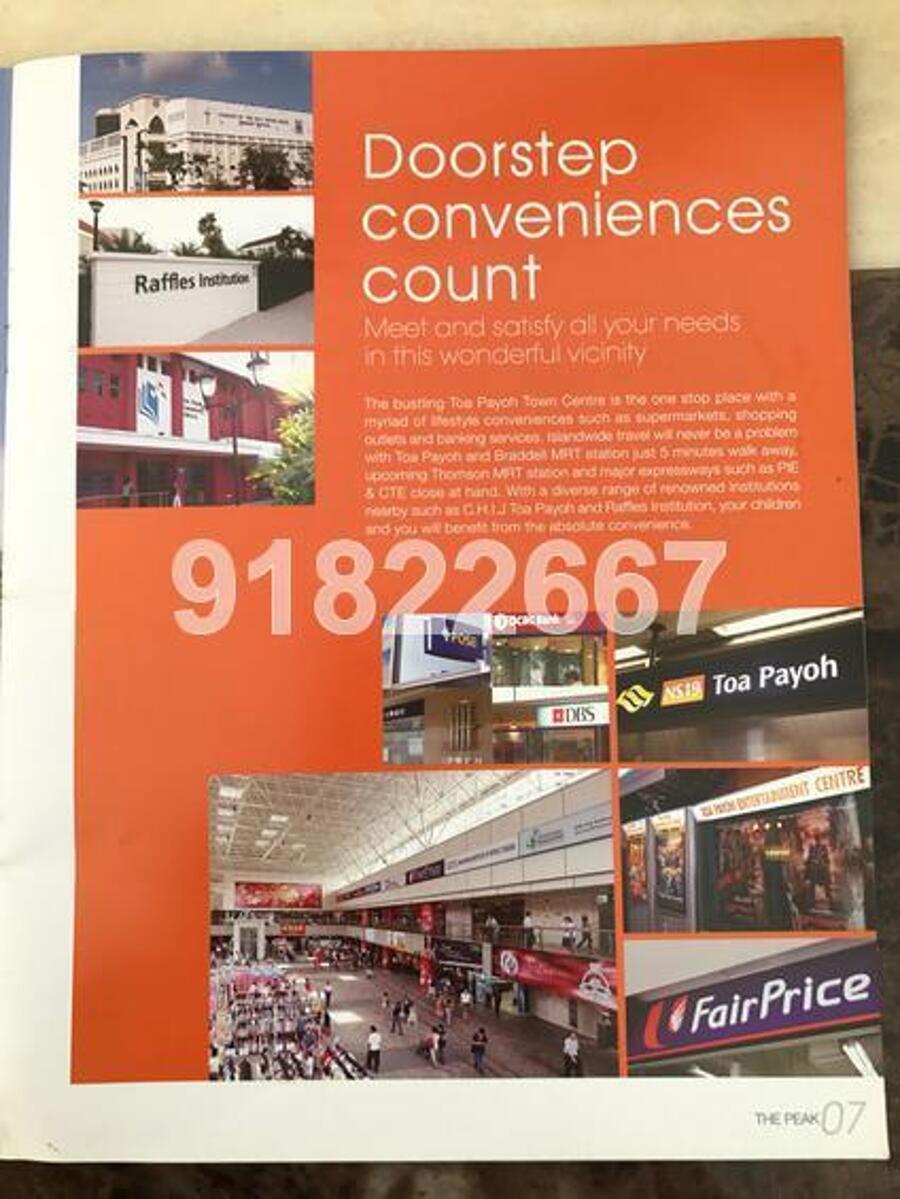 Doorstep
conveniences
count
Meet and satisfy all your needs
in this wonderful vicinity
The bustling Toa Payoh Town Centre is the one stop place with a
myriad of lifestyle conveniences such as supermarkets, shopping
outlets and banking services. Islandwide travel will never be a problem
with Toa Payoh and Braddell MRT station just 5 minutes walk away,
upcoming Thomson MRT station and major expressways such as PIE
& CTE close at hand. With a diverse range of renowned institutions
nearby such as C.H.I.J Toa Payoh and Raffles Institution, your children
and you will benefit from the absolute convenience.
Raffles Institution
91822667
POSB
OCBC Bank
DBS
NS19 Toa Payoh
TOA PAYOH ENTERTAINMENT CENTRE
FairPrice
THE PEAK 07